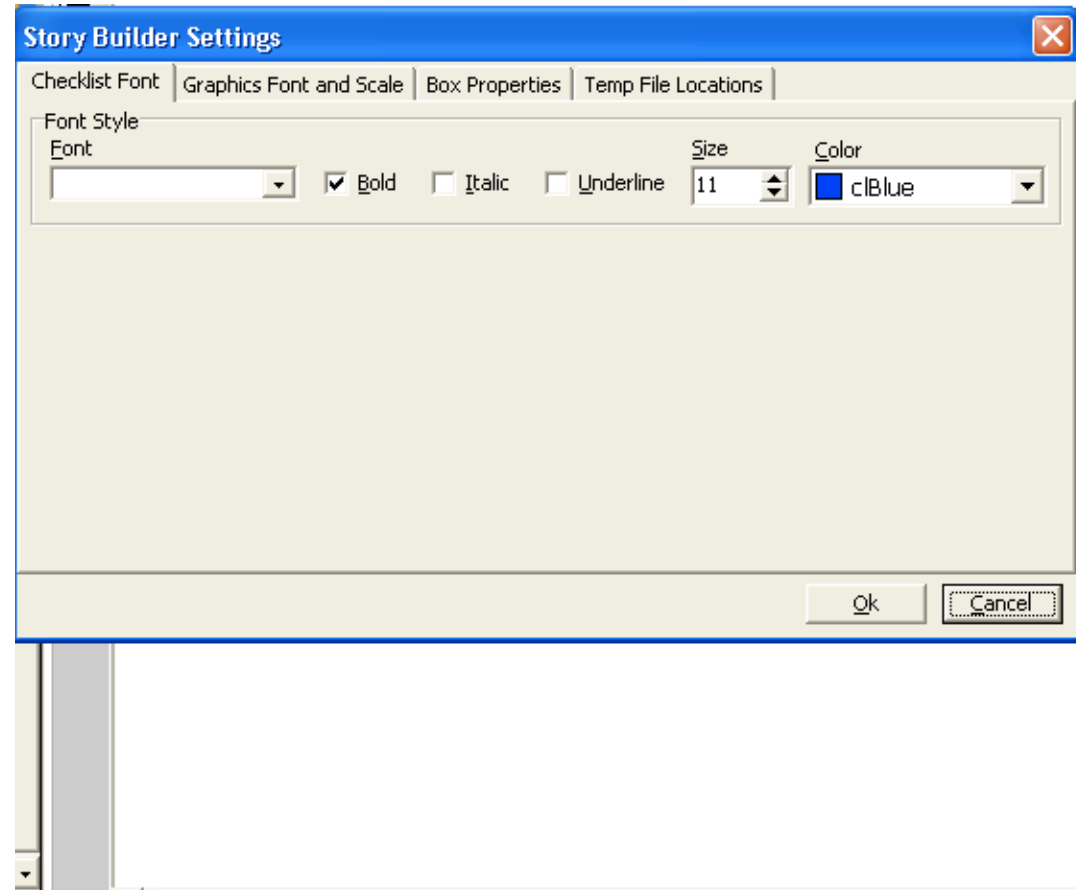 Story Builder Settings
Checklist Font Graphics Font and Scale Box Properties Temp File Locations
Font Style
Font Size Color
Bold Italic Underline 11 clBlue
Ok Cancel